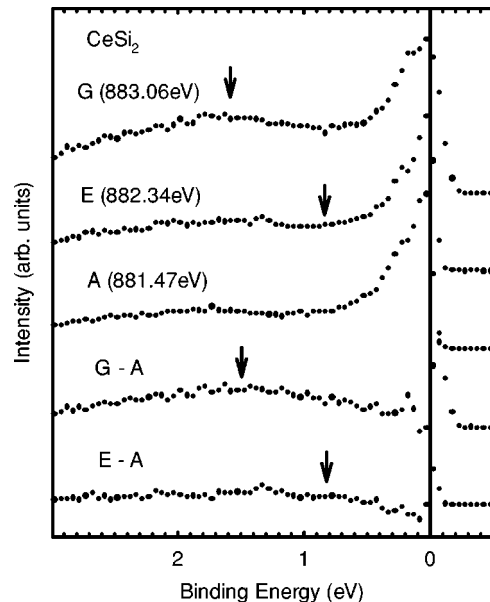 CeSi₂
G (883.06eV)
E (882.34eV)
A (881.47eV)
G - A
E - A
Intensity (arb. units)
2 1 0
Binding Energy (eV)